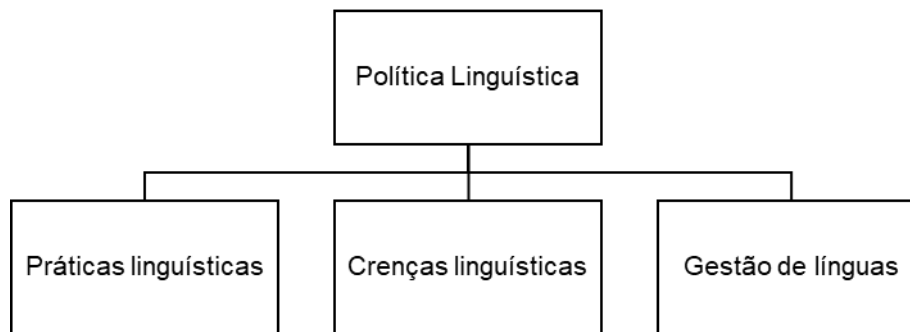 Política Linguística
Práticas linguísticas
Crenças linguísticas
Gestão de línguas